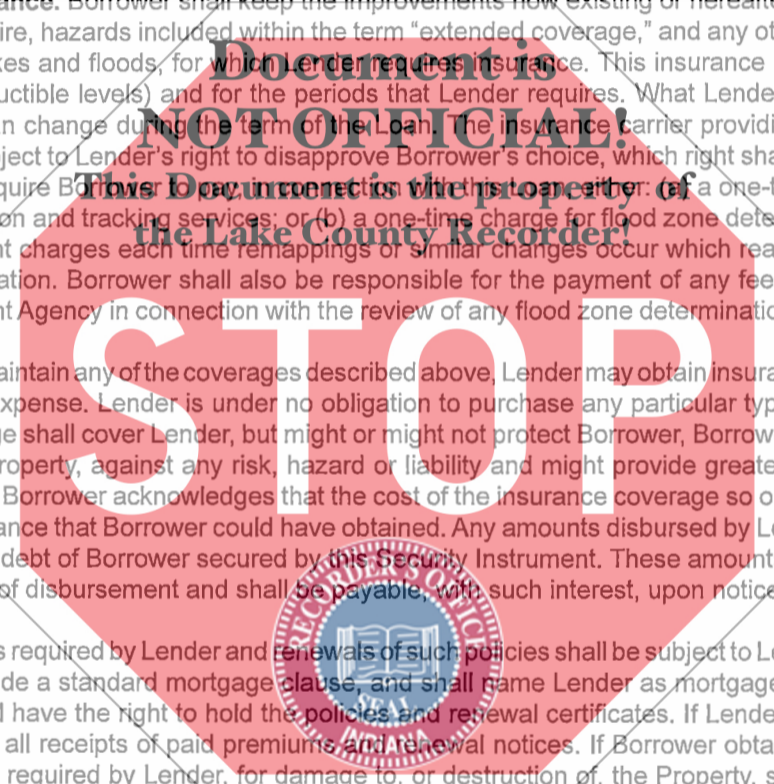 ance. Borrower shall keep the improvements now existing or hereafte
ire, hazards included within the term “extended coverage,” and any ot
kes and floods, for which Lender requires insurance. This insurance
uctible levels) and for the periods that Lender requires. What Lende
n change during the term of the Loan. The insurance carrier providi
ject to Lender’s right to disapprove Borrower’s choice, which right sha
quire Borrower to pay, in connection with this Loan, either: (a) a one-t
on and tracking services; or (b) a one-time charge for flood zone dete
nt charges each time remappings or similar changes occur which rea
ation. Borrower shall also be responsible for the payment of any fee
nt Agency in connection with the review of any flood zone determinatio
Document is
NOT OFFICIAL!
This Document is the property of
the Lake County Recorder!
STOP
aintain any of the coverages described above, Lender may obtain insura
xpense. Lender is under no obligation to purchase any particular typ
ge shall cover Lender, but might or might not protect Borrower, Borrow
roperty, against any risk, hazard or liability and might provide greate
Borrower acknowledges that the cost of the insurance coverage so o
ance that Borrower could have obtained. Any amounts disbursed by Le
debt of Borrower secured by this Security Instrument. These amount
of disbursement and shall be payable, with such interest, upon notice
s required by Lender and renewals of such policies shall be subject to Le
de a standard mortgage clause, and shall name Lender as mortgage
l have the right to hold the policies and renewal certificates. If Lende
all receipts of paid premiums and renewal notices. If Borrower obta
required by Lender, for damage to, or destruction of, the Property, s
RECORDER'S OFFICE
SEAL
INDIANA